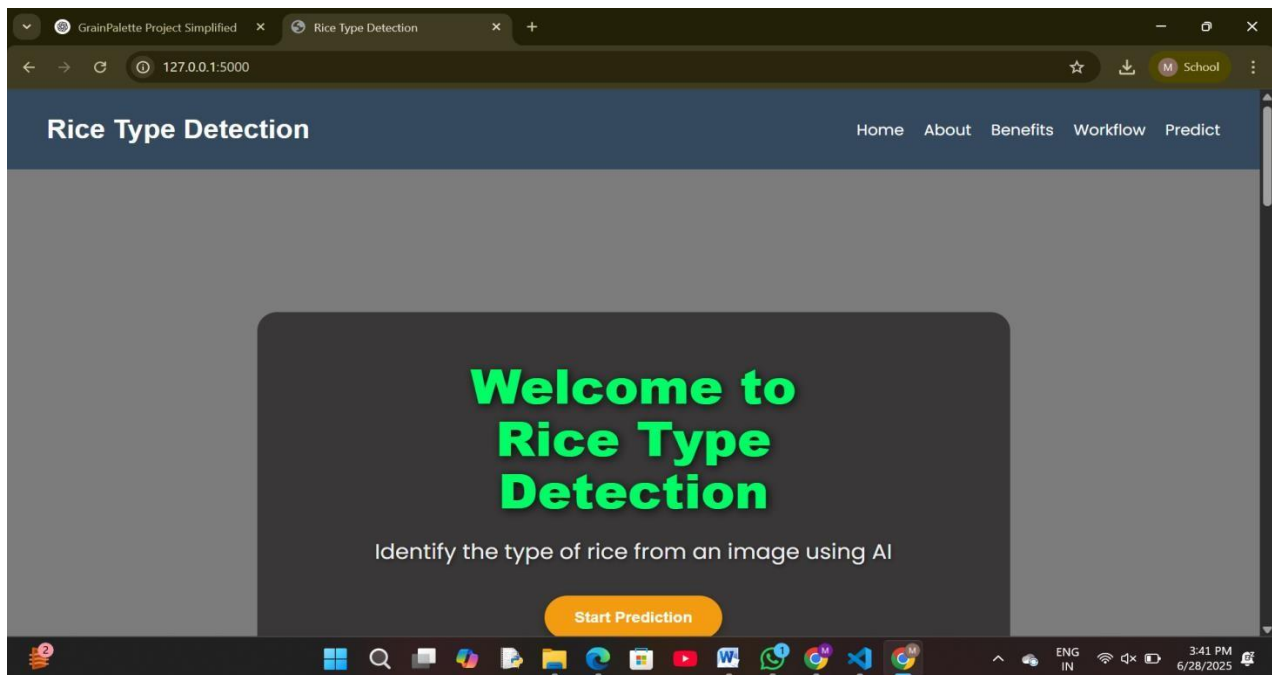 GrainPalette Project Simplified
Rice Type Detection
127.0.0.1:5000
M School
Rice Type Detection
Home About Benefits Workflow Predict
Welcome to
Rice Type
Detection
Identify the type of rice from an image using AI
Start Prediction
2
W
1
M
M
ENG
IN
3:41 PM
6/28/2025